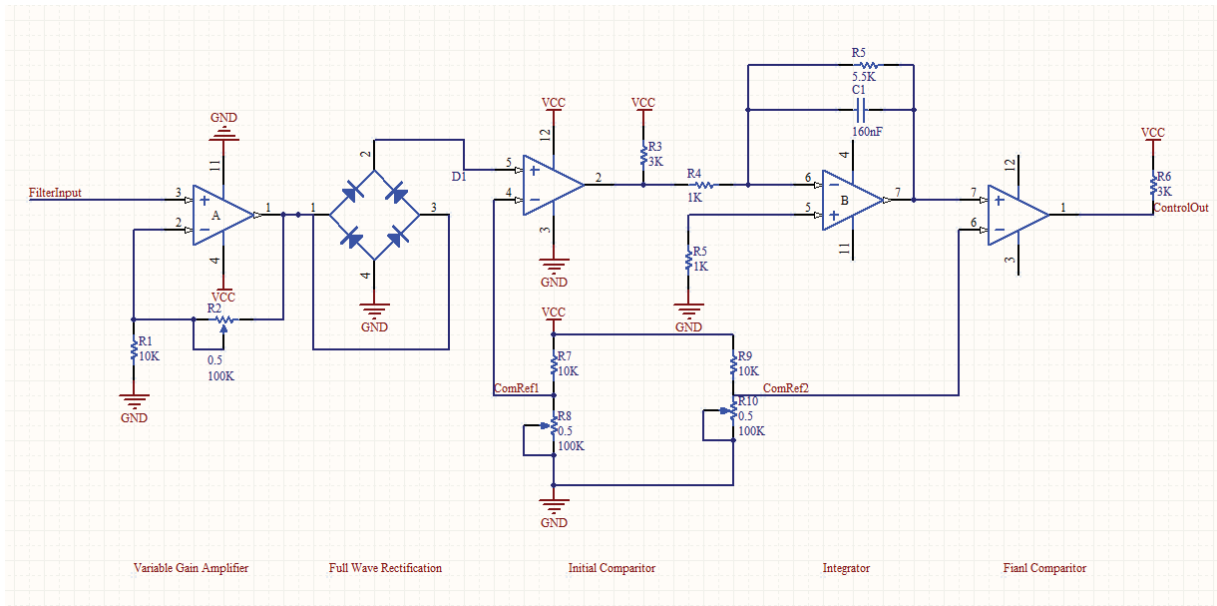 FilterInput
GND
11
3
2
A
1
4
VCC
R2
0.5
100K
R1
10K
GND
2
1
3
4
GND
D1
VCC
12
5
4
2
3
GND
VCC
R3
3K
R4
1K
R5
5.5K
C1
160nF
4
6
5
B
7
11
R5
1K
GND
VCC
R7
10K
ComRef1
R8
0.5
100K
GND
R9
10K
ComRef2
R10
0.5
100K
12
7
6
1
3
VCC
R6
3K
ControlOut
Variable Gain Amplifier
Full Wave Rectification
Initial Comparitor
Integrator
Fianl Comparitor